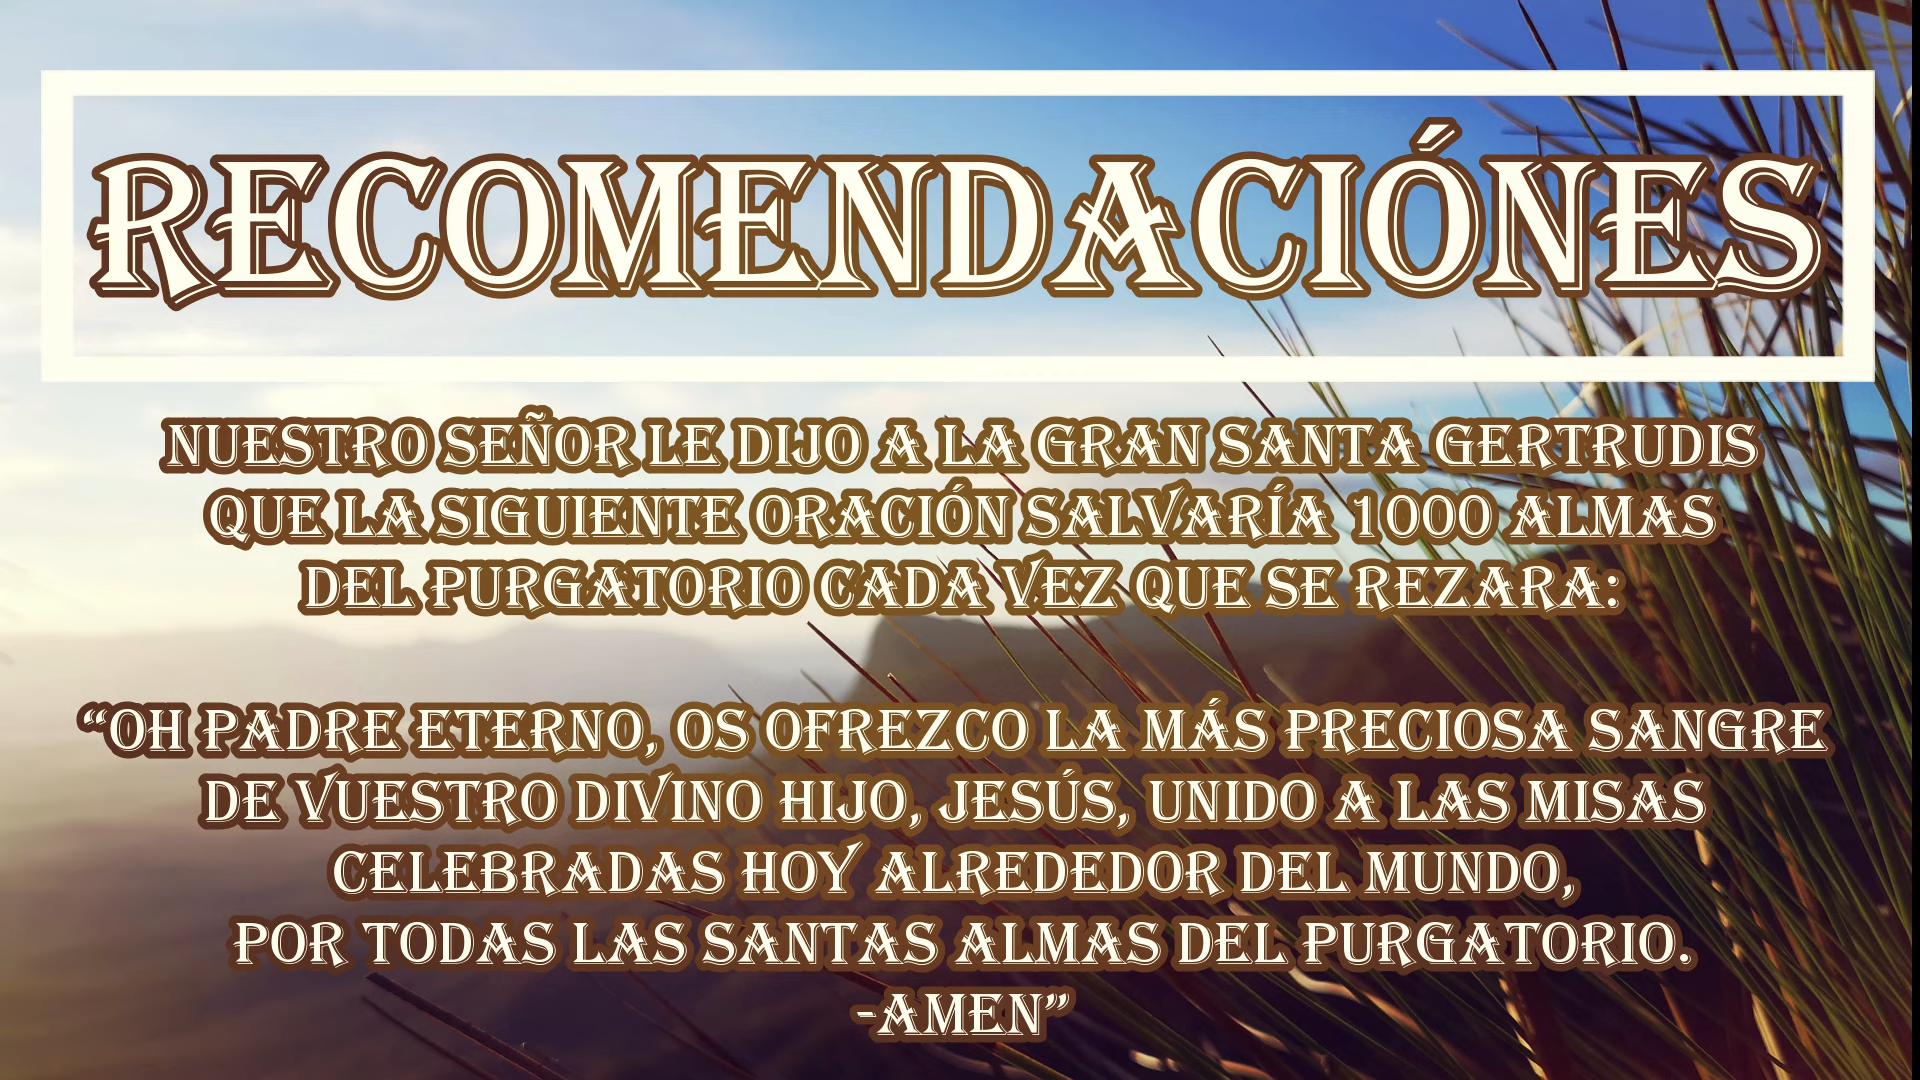 RECOMENDACIÓNES
NUESTRO SEÑOR LE DIJO A LA GRAN SANTA GERTRUDIS
QUE LA SIGUIENTE ORACIÓN SALVARÍA 1000 ALMAS
DEL PURGATORIO CADA VEZ QUE SE REZARA:
“OH PADRE ETERNO, OS OFREZCO LA MÁS PRECIOSA SANGRE
DE VUESTRO DIVINO HIJO, JESÚS, UNIDO A LAS MISAS
CELEBRADAS HOY ALREDEDOR DEL MUNDO,
POR TODAS LAS SANTAS ALMAS DEL PURGATORIO.
-AMEN”